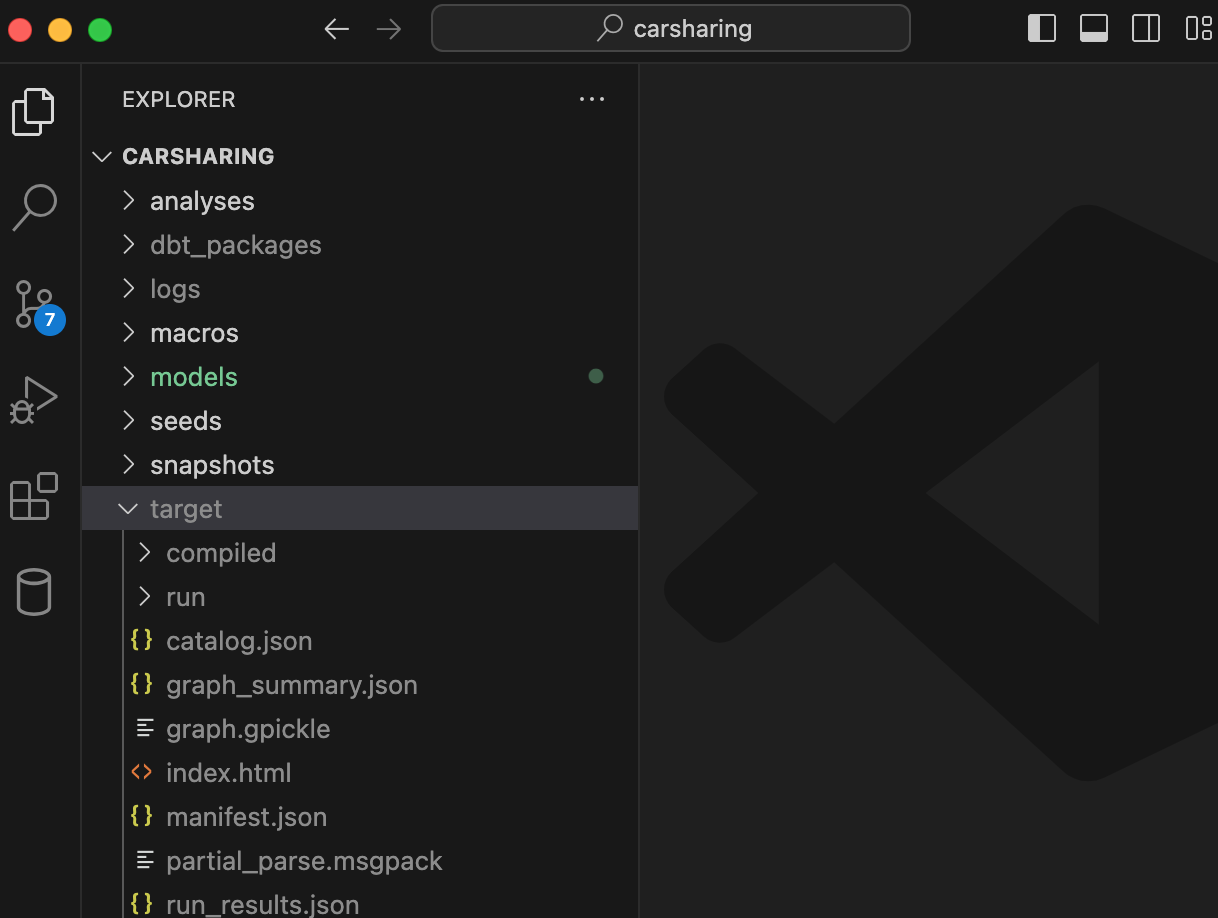 carsharing
EXPLORER
CARSHARING
analyses
dbt_packages
logs
macros
7
models
seeds
snapshots
target
compiled
run
catalog.json
graph_summary.json
graph.gpickle
index.html
manifest.json
partial_parse.msgpack
run_results.json